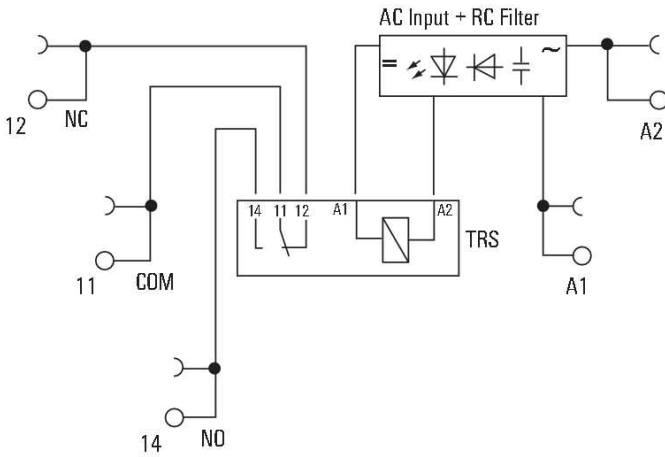 AC Input + RC Filter
= ~
12 NC
A2
14 11 12 A1 A2
TRS
11 COM
A1
14 NO